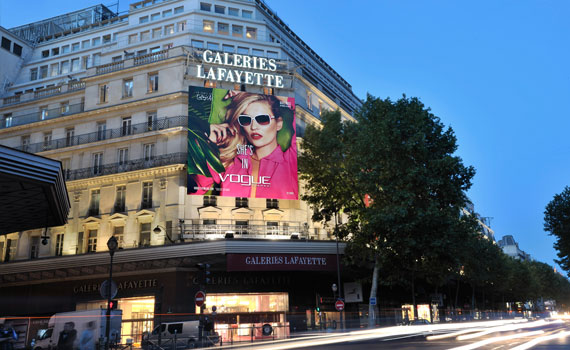 GALERIES
LAFAYETTE
SHE'S
IN
VOGUE
GALERIES LAFAYETTE
GALERIES LAFAYETTE